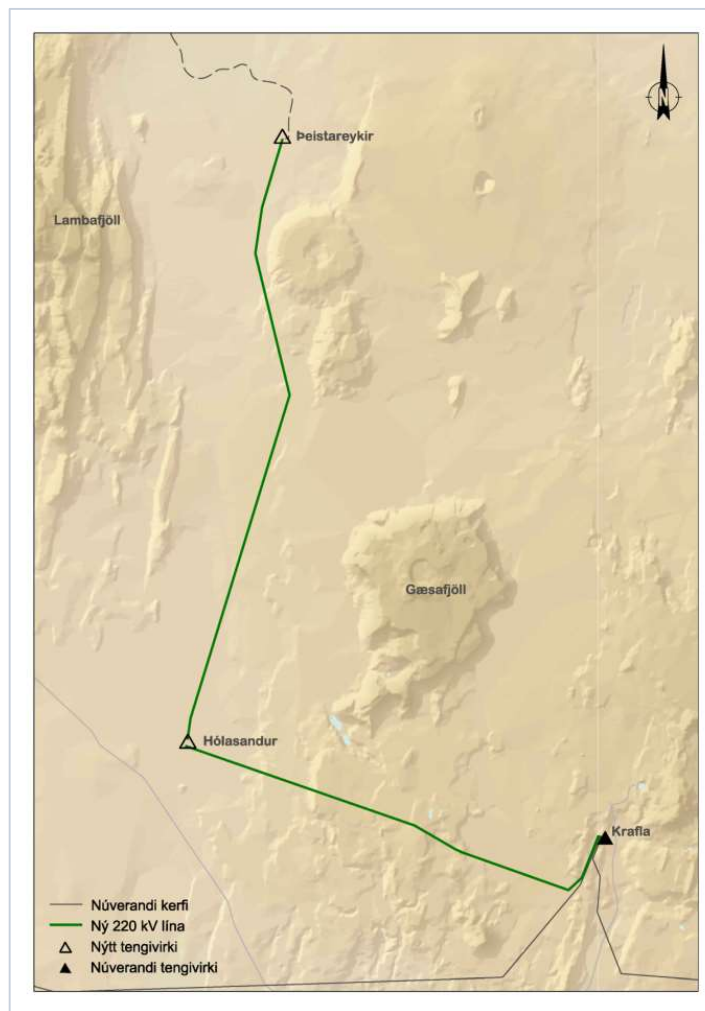 N
Þeistareykir
Lambafjöll
Gæsafjöll
Hólasandur
Krafla
Núverandi kerfi
Ný 220 kV lína
Nýtt tengivirki
Núverandi tengivirki